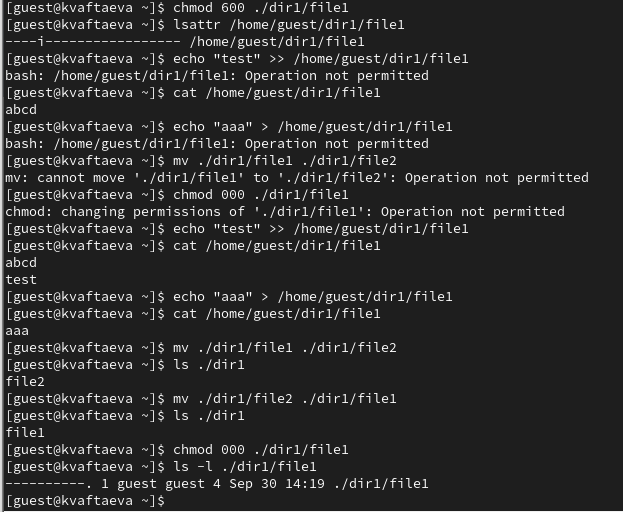 [guest@kvaftaeva ~]$ chmod 600 ./dir1/file1
[guest@kvaftaeva ~]$ lsattr /home/guest/dir1/file1
----i----------------- /home/guest/dir1/file1
[guest@kvaftaeva ~]$ echo "test" >> /home/guest/dir1/file1
bash: /home/guest/dir1/file1: Operation not permitted
[guest@kvaftaeva ~]$ cat /home/guest/dir1/file1
abcd
[guest@kvaftaeva ~]$ echo "aaa" > /home/guest/dir1/file1
bash: /home/guest/dir1/file1: Operation not permitted
[guest@kvaftaeva ~]$ mv ./dir1/file1 ./dir1/file2
mv: cannot move './dir1/file1' to './dir1/file2': Operation not permitted
[guest@kvaftaeva ~]$ chmod 000 ./dir1/file1
chmod: changing permissions of './dir1/file1': Operation not permitted
[guest@kvaftaeva ~]$ echo "test" >> /home/guest/dir1/file1
[guest@kvaftaeva ~]$ cat /home/guest/dir1/file1
abcd
test
[guest@kvaftaeva ~]$ echo "aaa" > /home/guest/dir1/file1
[guest@kvaftaeva ~]$ cat /home/guest/dir1/file1
aaa
[guest@kvaftaeva ~]$ mv ./dir1/file1 ./dir1/file2
[guest@kvaftaeva ~]$ ls ./dir1
file2
[guest@kvaftaeva ~]$ mv ./dir1/file2 ./dir1/file1
[guest@kvaftaeva ~]$ ls ./dir1
file1
[guest@kvaftaeva ~]$ chmod 000 ./dir1/file1
[guest@kvaftaeva ~]$ ls -l ./dir1/file1
----------. 1 guest guest 4 Sep 30 14:19 ./dir1/file1
[guest@kvaftaeva ~]$